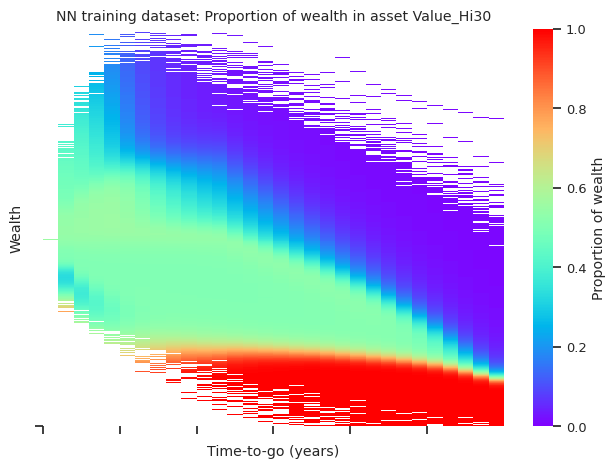 NN training dataset: Proportion of wealth in asset Value_Hi30
1.0
0.8
0.6
0.4
0.2
0.0
Proportion of wealth
Wealth
Time-to-go (years)